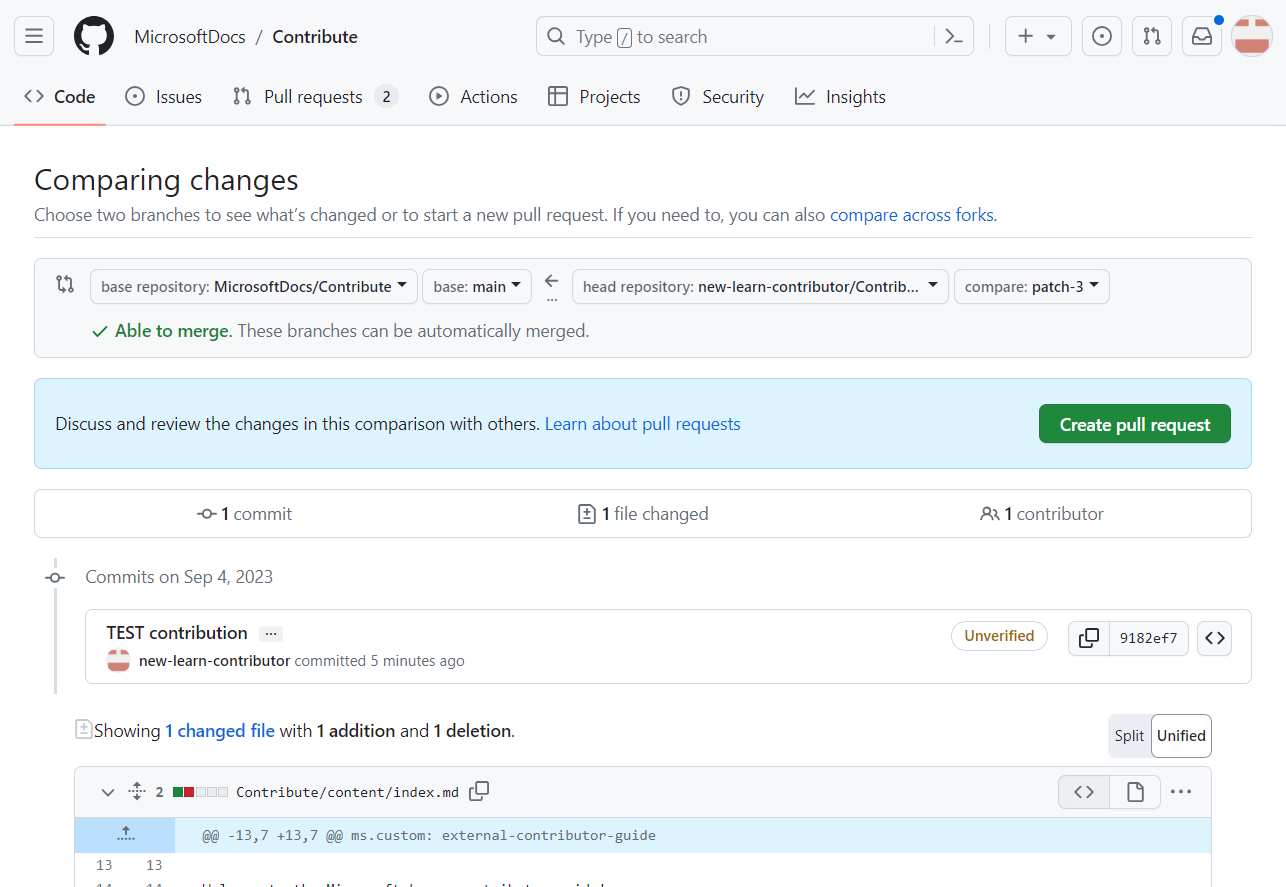 MicrosoftDocs / Contribute
Type / to search
Code
Issues
Pull requests 2
Actions
Projects
Security
Insights
Comparing changes
Choose two branches to see what’s changed or to start a new pull request. If you need to, you can also compare across forks.
base repository: MicrosoftDocs/Contribute
base: main
...
head repository: new-learn-contributor/Contrib...
compare: patch-3
Able to merge. These branches can be automatically merged.
Discuss and review the changes in this comparison with others. Learn about pull requests
Create pull request
1 commit
1 file changed
1 contributor
Commits on Sep 4, 2023
TEST contribution ...
Unverified
9182ef7
new-learn-contributor committed 5 minutes ago
Showing 1 changed file with 1 addition and 1 deletion.
Split
Unified
2
Contribute/content/index.md
@@ -13,7 +13,7 @@ ms.custom: external-contributor-guide
13 13